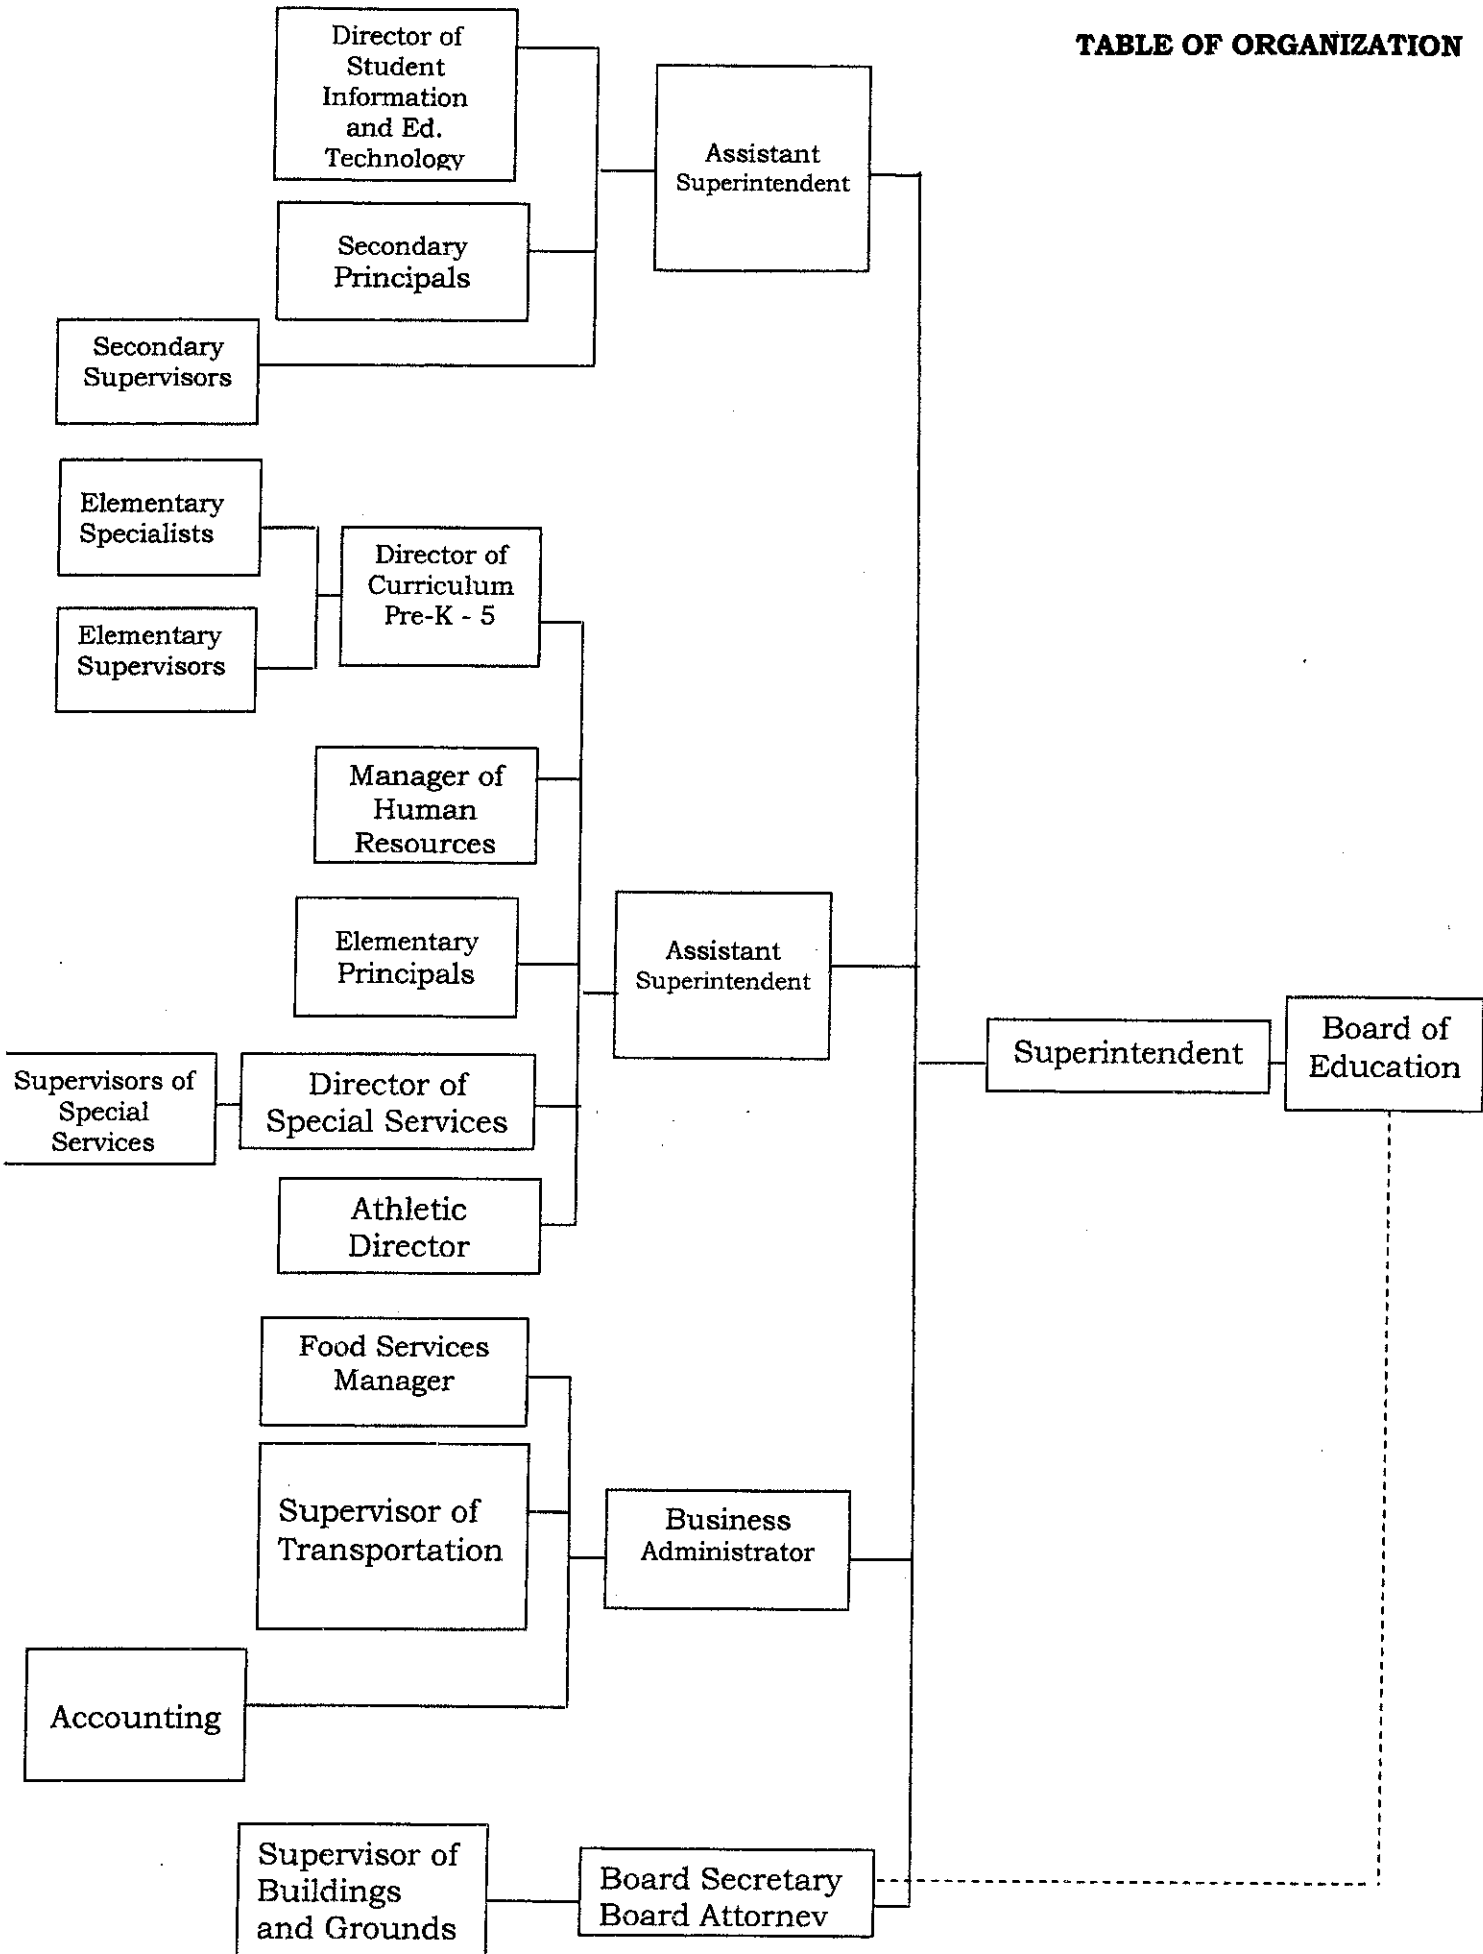 TABLE OF ORGANIZATION
Director of
Student
Information
and Ed.
Technology
Assistant
Superintendent
Secondary
Principals
Secondary
Supervisors
Elementary
Specialists
Director of
Curriculum
Pre-K - 5
Elementary
Supervisors
Manager of
Human
Resources
Elementary
Principals
Assistant
Superintendent
Superintendent
Board of
Education
Supervisors of
Special
Services
Director of
Special Services
Athletic
Director
Food Services
Manager
Supervisor of
Transportation
Business
Administrator
Accounting
Supervisor of
Buildings
and Grounds
Board Secretary
Board Attorney